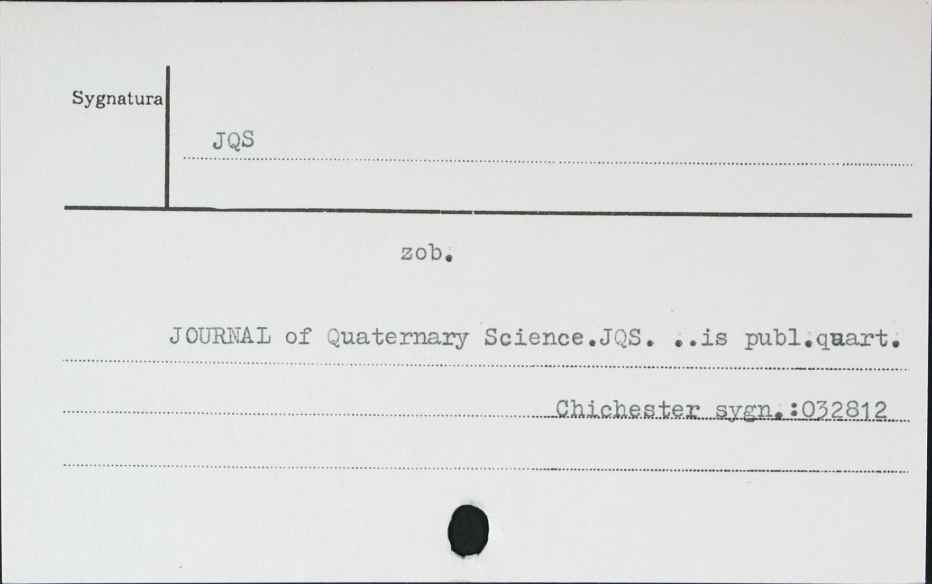 Sygnatura
JQS
zob.
JOURNAL of Quaternary Science.JQS. ..is publ.quart.
Chichester sygn.:032812